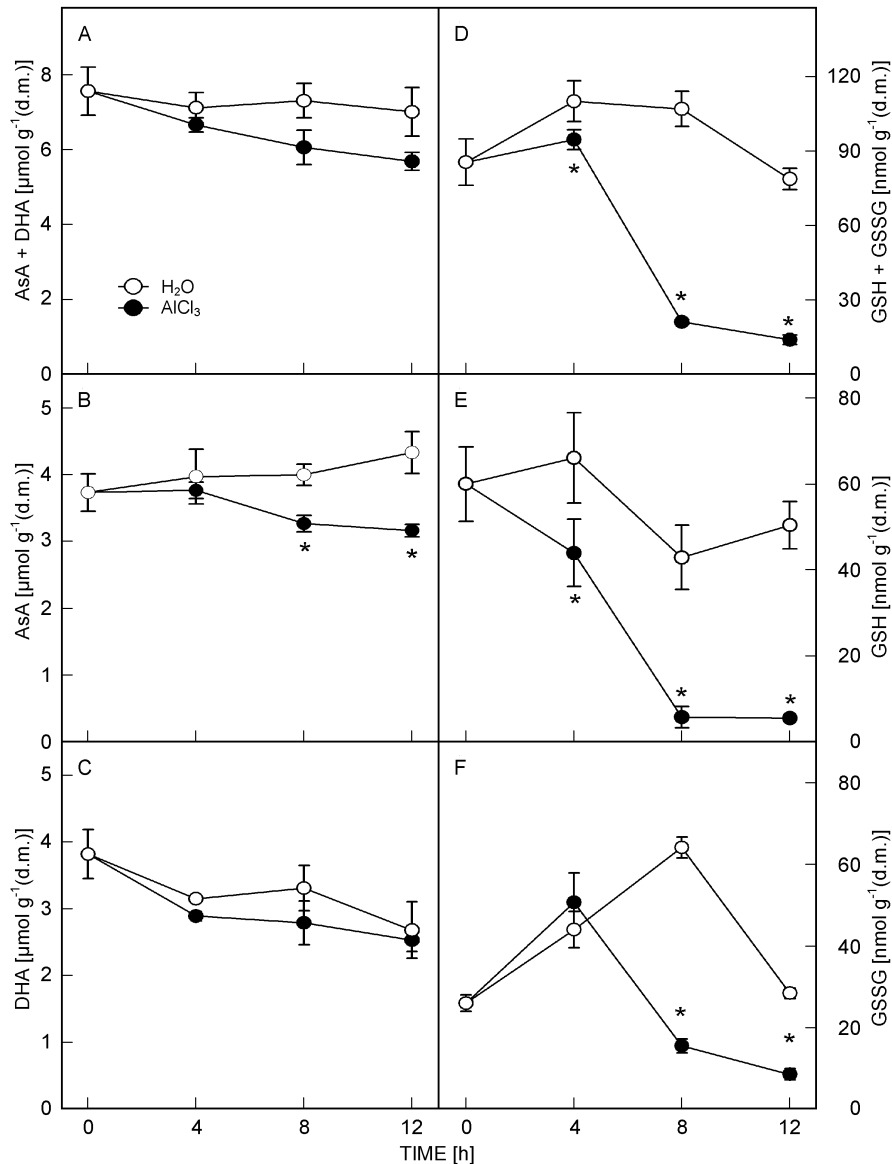 A
8
6
4
2
0
AsA + DHA [µmol g⁻¹(d.m.)]
H₂O
AlCl₃
D
120
90
60
30
0
GSH + GSSG [nmol g⁻¹(d.m.)]
*
*
*
B
5
4
3
2
1
0
AsA [µmol g⁻¹(d.m.)]
*
*
E
80
60
40
20
0
GSH [nmol g⁻¹(d.m.)]
*
*
*
C
5
4
3
2
1
0
DHA [µmol g⁻¹(d.m.)]
0 4 8 12
F
80
60
40
20
0
GSSG [nmol g⁻¹(d.m.)]
*
*
0 4 8 12
TIME [h]